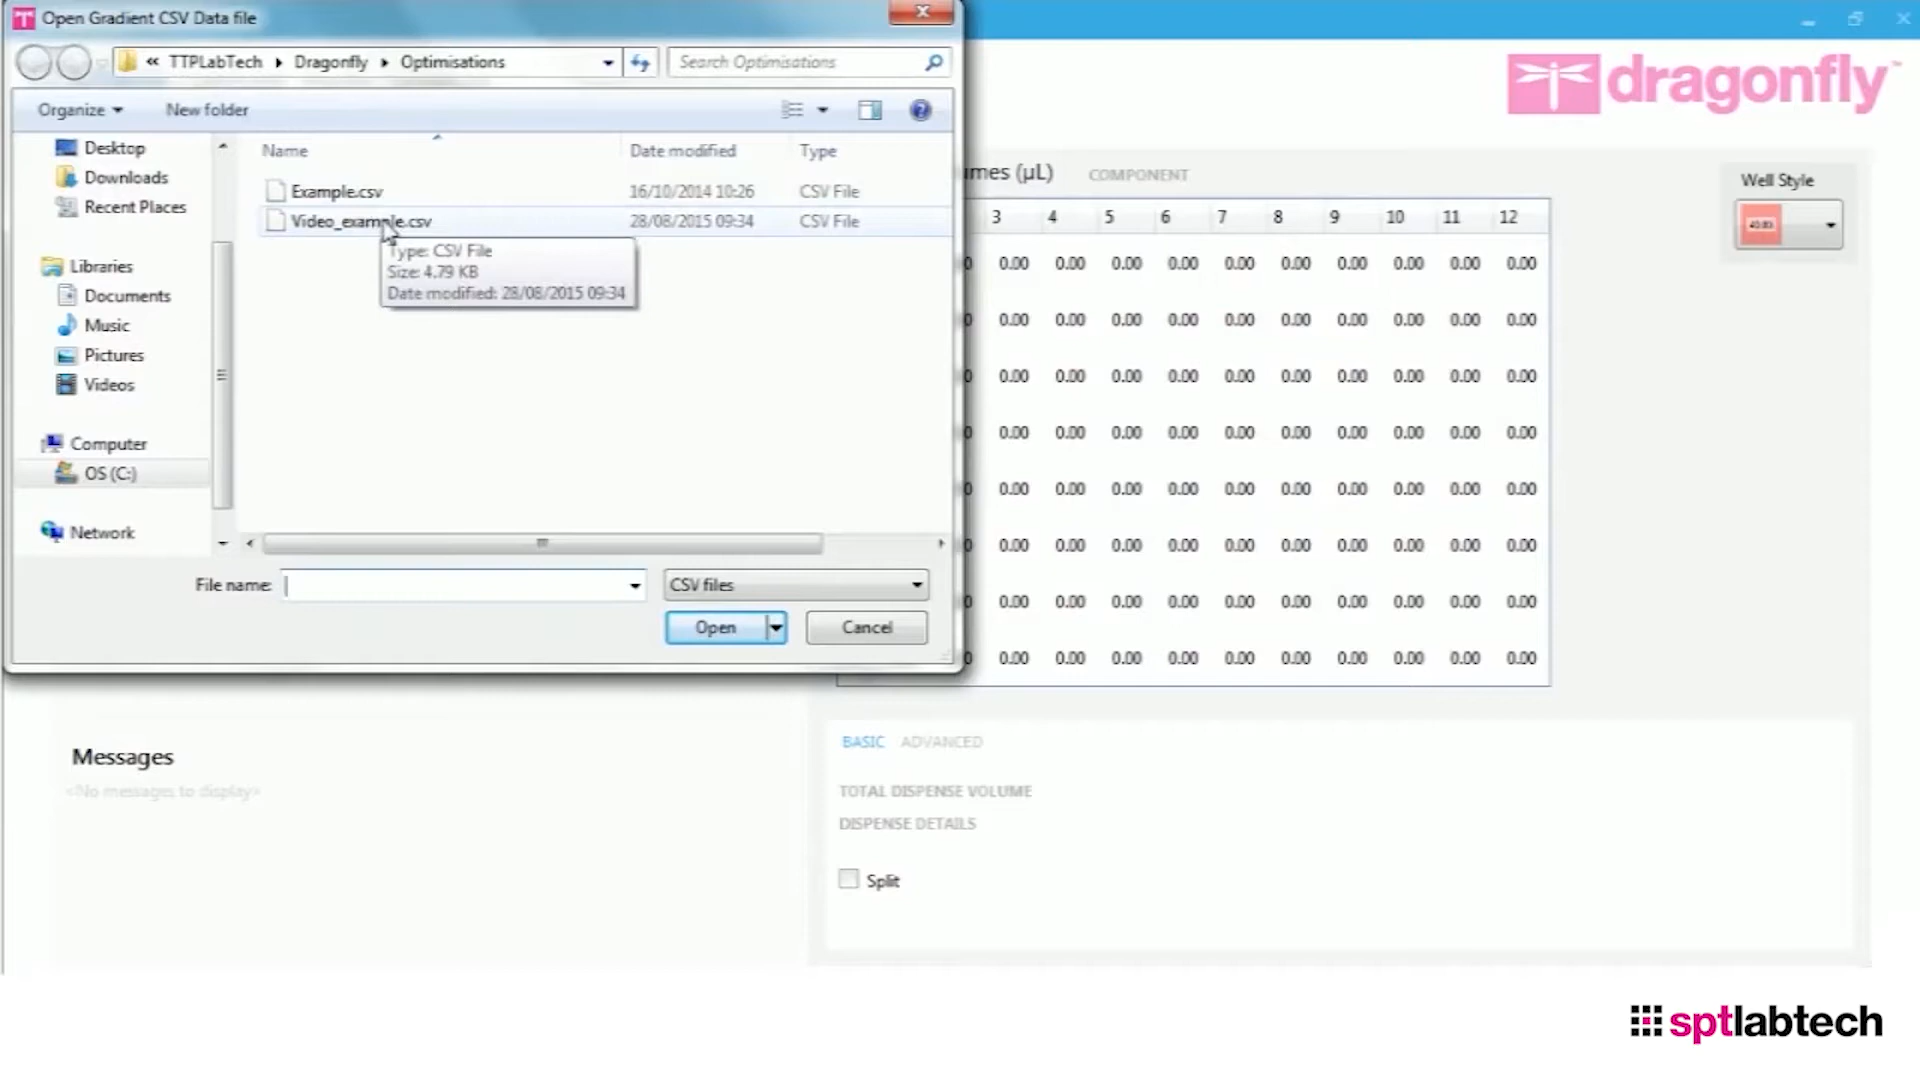 Open Gradient CSV Data file
« TTPLabTech ▸ Dragonfly ▸ Optimisations
Search Optimisations
Organize
New folder
Desktop
Downloads
Recent Places
Libraries
Documents
Music
Pictures
Videos
Computer
OS (C:)
Network
Name Date modified Type
Example.csv 16/10/2014 10:26 CSV File
Video_example.csv 28/08/2015 09:34 CSV File
Type: CSV File
Size: 4.79 KB
Date modified: 28/08/2015 09:34
File name:
CSV files
Open
Cancel
dragonfly™
(µL) COMPONENT
Well Style
3 4 5 6 7 8 9 10 11 12
0.00 0.00 0.00 0.00 0.00 0.00 0.00 0.00 0.00 0.00
0.00 0.00 0.00 0.00 0.00 0.00 0.00 0.00 0.00 0.00
0.00 0.00 0.00 0.00 0.00 0.00 0.00 0.00 0.00 0.00
0.00 0.00 0.00 0.00 0.00 0.00 0.00 0.00 0.00 0.00
0.00 0.00 0.00 0.00 0.00 0.00 0.00 0.00 0.00 0.00
0.00 0.00 0.00 0.00 0.00 0.00 0.00 0.00 0.00 0.00
0.00 0.00 0.00 0.00 0.00 0.00 0.00 0.00 0.00 0.00
0.00 0.00 0.00 0.00 0.00 0.00 0.00 0.00 0.00 0.00
Messages
<No messages to display>
BASIC ADVANCED
TOTAL DISPENSE VOLUME
DISPENSE DETAILS
Split
sptlabtech